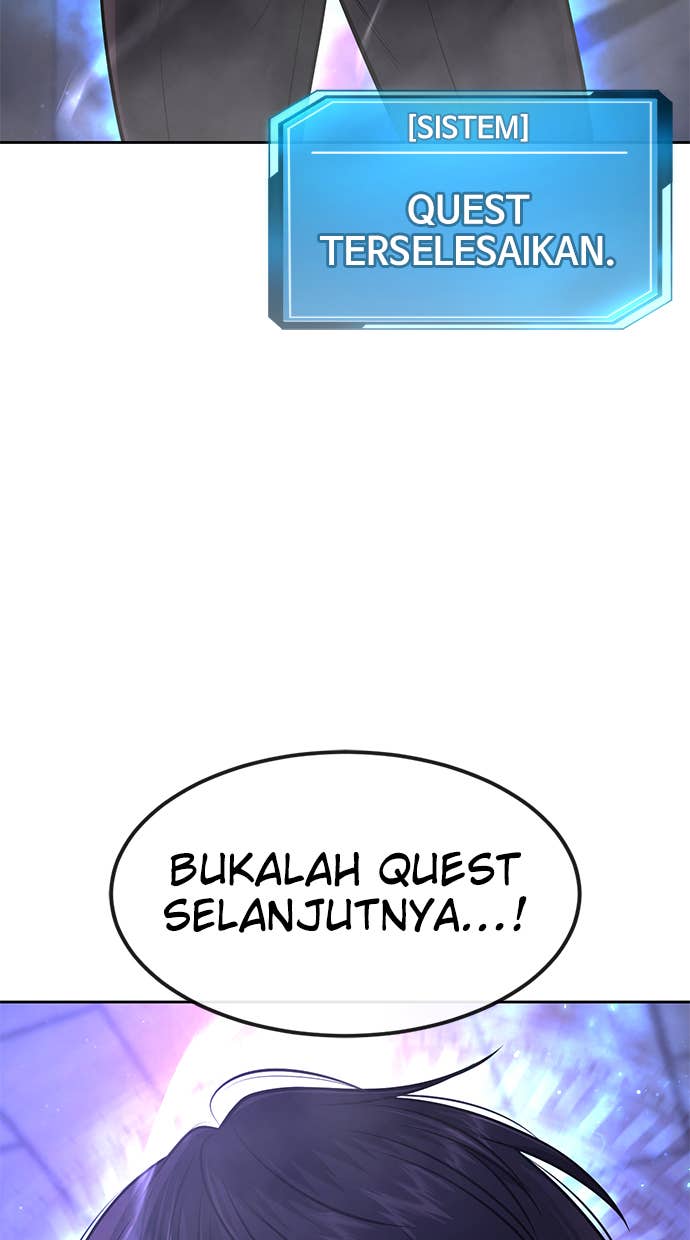 [SISTEM]
QUEST
TERSELESAIKAN.
BUKALAH QUEST
SELANJUTNYA...!